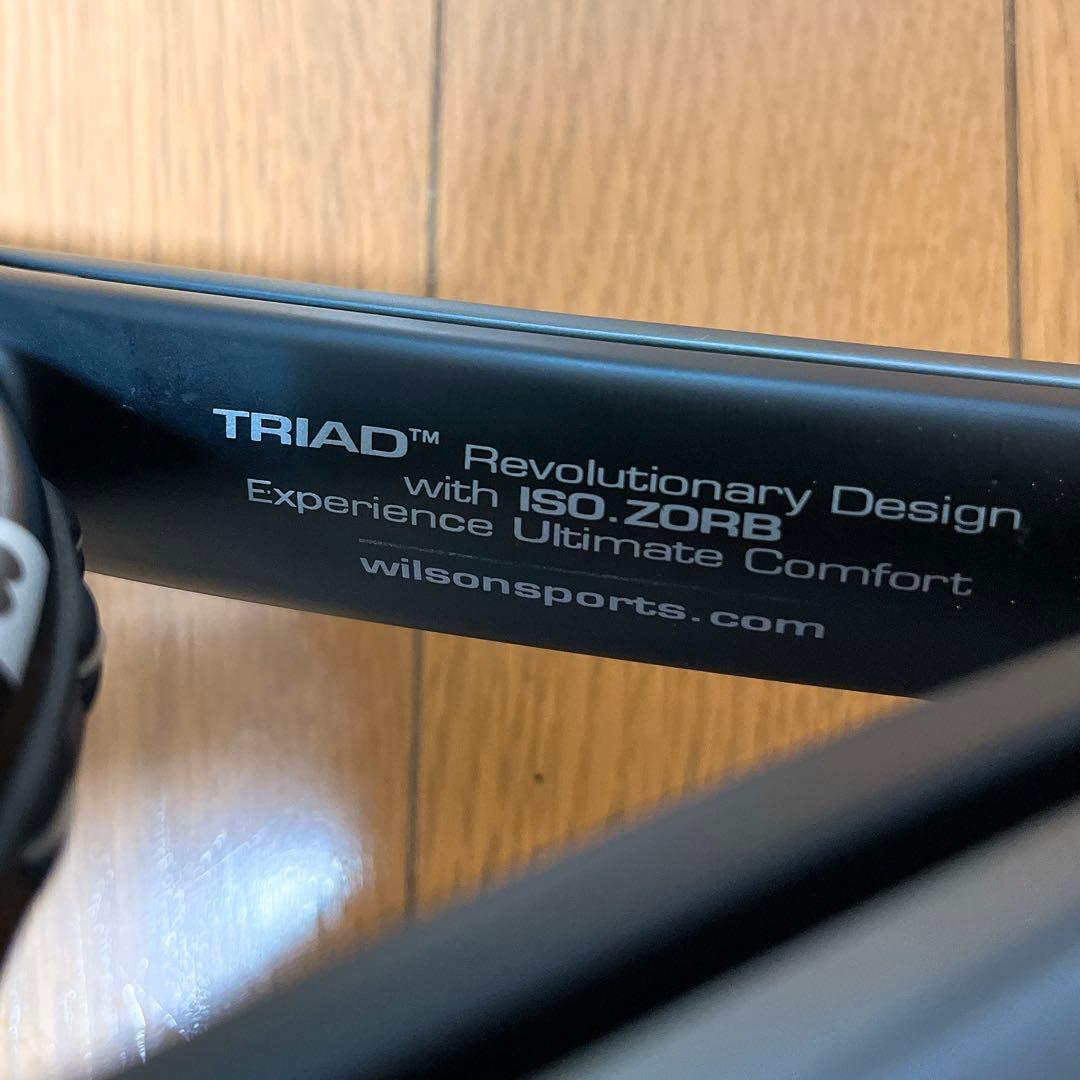 TRIAD™ Revolutionary Design
with ISO.ZORB
Experience Ultimate Comfort
wilsonsports.com